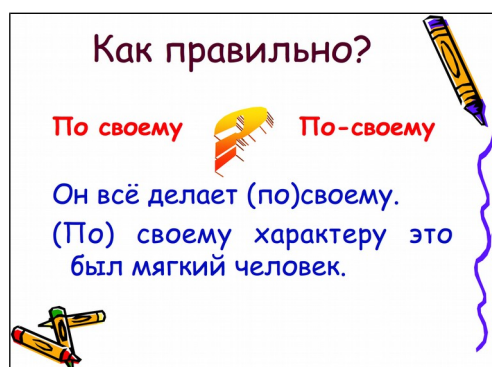 Как правильно?
По своему По-своему
Он всё делает (по)своему.
(По) своему характеру это
был мягкий человек.